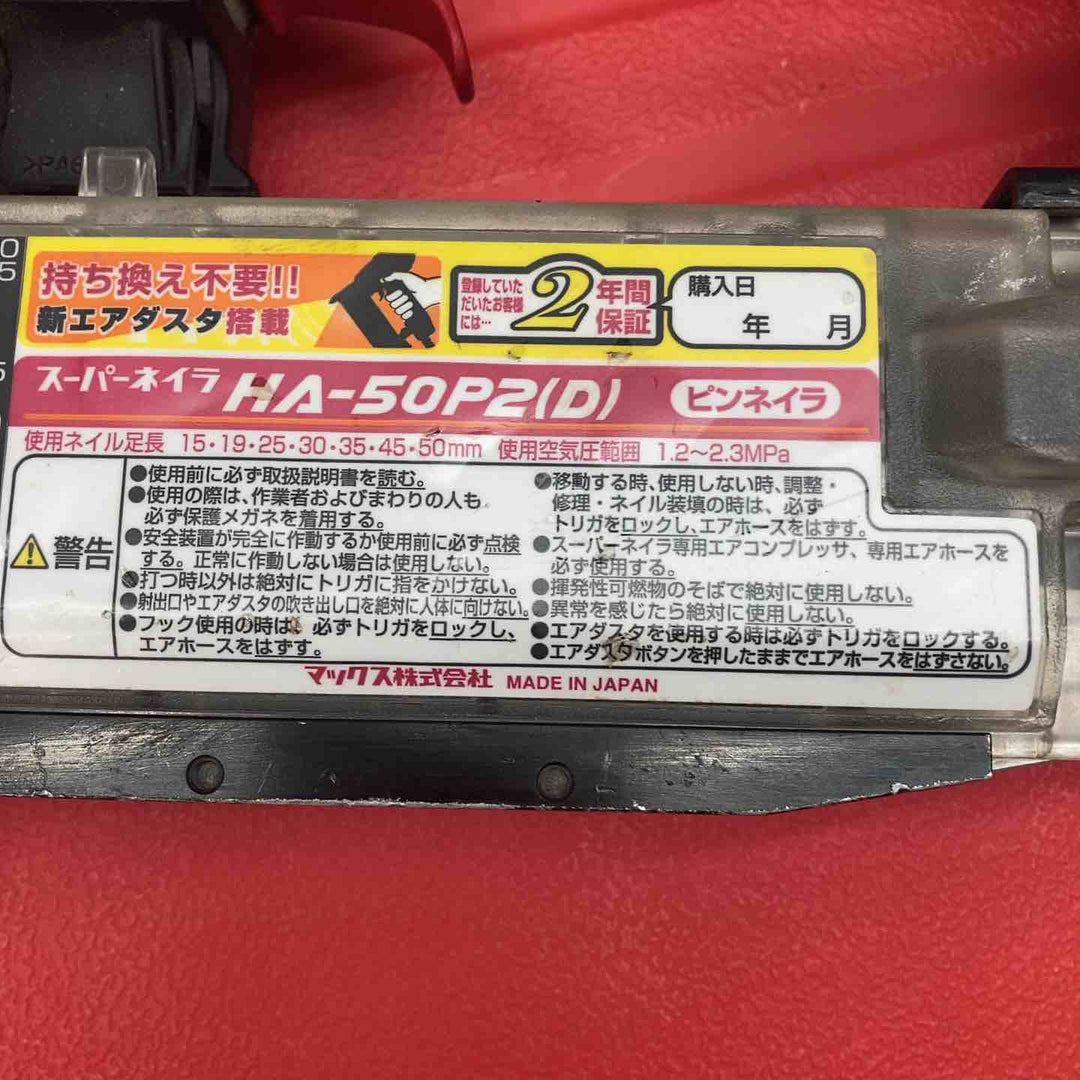 >PA6
0
5
5
持ち換え不要!!
新エアダスタ搭載
登録していた
だいたお客様
には…
2年間
保証
購入日
年 月
スーパーネイラ HA-50P2(D) ピンネイラ
使用ネイル足長 15・19・25・30・35・45・50mm 使用空気圧範囲 1.2〜2.3MPa
警告
●使用前に必ず取扱説明書を読む。
●使用の際は、作業者およびまわりの人も
必ず保護メガネを着用する。
●安全装置が完全に作動するか使用前に必ず点検
する。正常に作動しない場合は使用しない。
●打つ時以外は絶対にトリガに指をかけない。
●射出口やエアダスタの吹き出し口を絶対に人体に向けない。
●フック使用の時は、必ずトリガをロックし、
エアホースをはずす。
●移動する時、使用しない時、調整・
修理・ネイル装填の時は、必ず
トリガをロックし、エアホースをはずす。
●スーパーネイラ専用エアコンプレッサ、専用エアホースを
必ず使用する。
●揮発性可燃物のそばで絶対に使用しない。
●異常を感じたら絶対に使用しない。
●エアダスタを使用する時は必ずトリガをロックする。
●エアダスタボタンを押したままでエアホースをはずさない。
マックス株式会社 MADE IN JAPAN